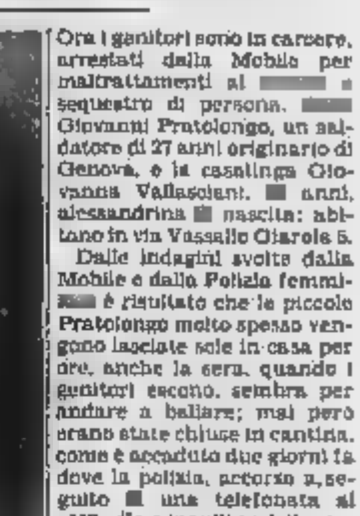 Ora i genitori sono in carcere,
arrestati dalla Mobile per
maltrattamenti ai e
sequestro di persona.
Giovanni Pratolongo, un sal-
datore di 27 anni originario di
Genova, e la casalinga Gio-
vanna Vallasciani, anni,
alessandrina nascita: abi-
tano in via Vassallo Giarola 5.
Dalle indagini svolte dalla
Mobile e dalla Polizia femmi-
è risultato che le piccole
Pratolongo molto spesso ven-
gono lasciate sole in casa per
ore, anche la sera, quando i
genitori escono, sembra per
andare a ballare; mai però
erano state chiuse in cantina,
come è accaduto due giorni fa
dove la polizia, accorsa a se-
guito una telefonata al